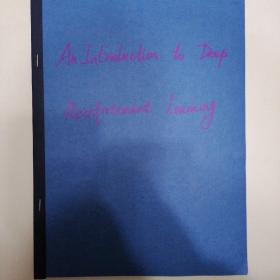 An Introduction to Deep
Reinforcement Learning